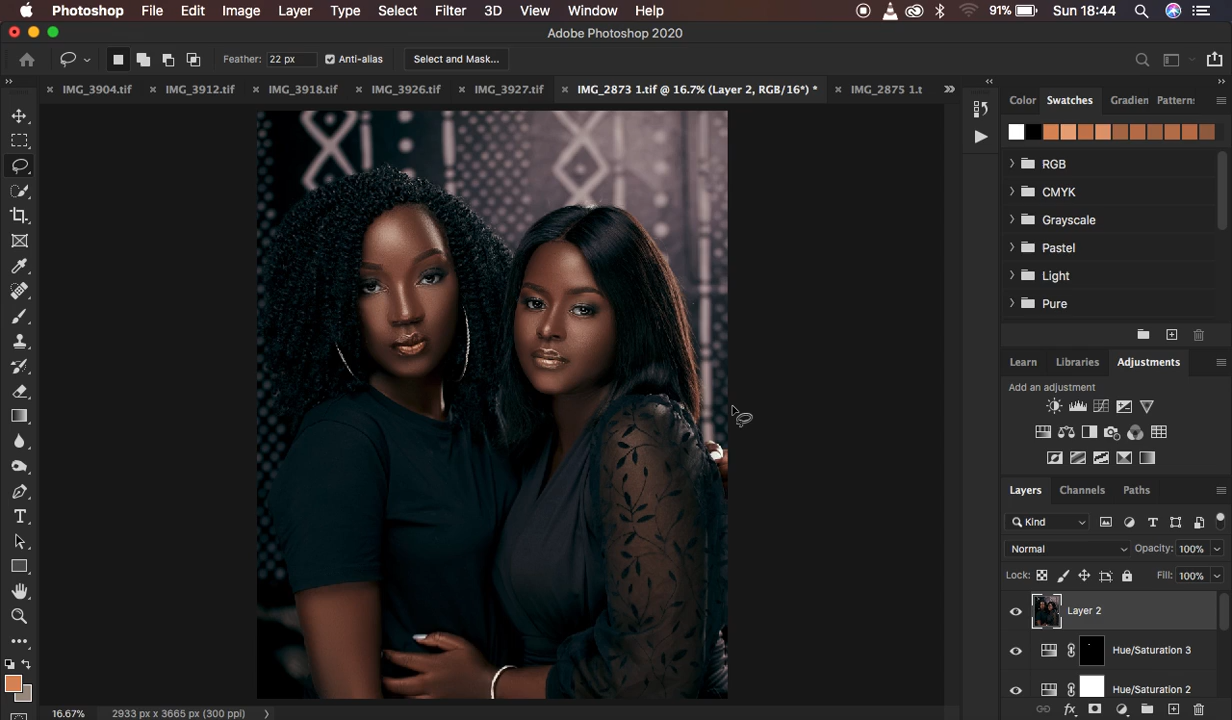 Photoshop File Edit Image Layer Type Select Filter 3D View Window Help 91% Sun 18:44
Adobe Photoshop 2020
Feather: 22 px Anti-alias Select and Mask...
IMG_3904.tif IMG_3912.tif IMG_3918.tif IMG_3926.tif IMG_3927.tif IMG_2873 1.tif @ 16.7% (Layer 2, RGB/16*) * IMG_2875 1.t
Color Swatches Gradien Patterns
RGB
CMYK
Grayscale
Pastel
Light
Pure
Learn Libraries Adjustments
Add an adjustment
Layers Channels Paths
Kind
Normal Opacity: 100%
Lock: Fill: 100%
Layer 2
Hue/Saturation 3
Hue/Saturation 2
16.67% 2933 px x 3665 px (300 ppi)